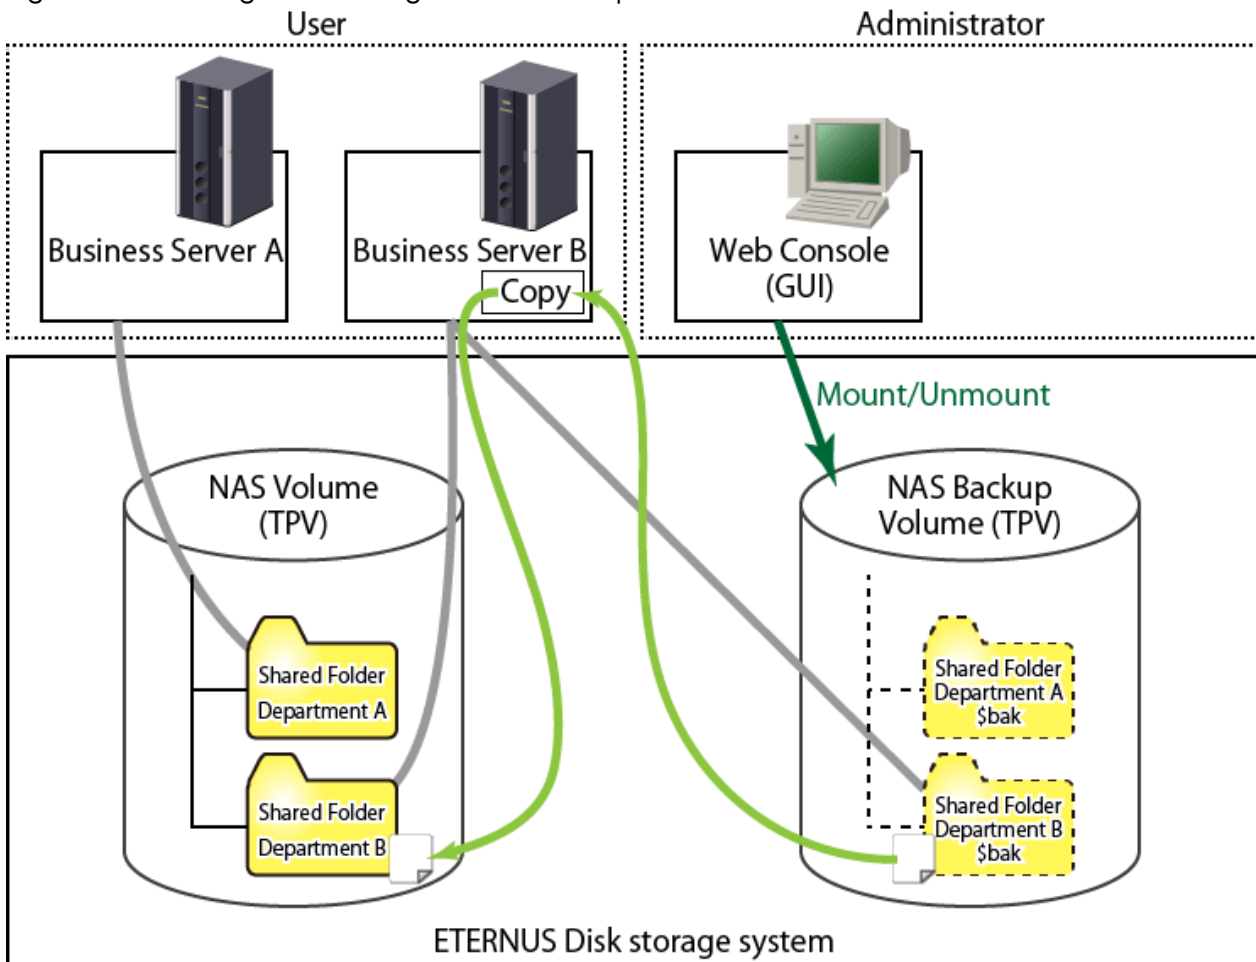 User
Administrator
Business Server A
Business Server B
Copy
Web Console
(GUI)
Mount/Unmount
NAS Volume
(TPV)
NAS Backup
Volume (TPV)
Shared Folder
Department A
Shared Folder
Department B
Shared Folder
Department A
$bak
Shared Folder
Department B
$bak
ETERNUS Disk storage system